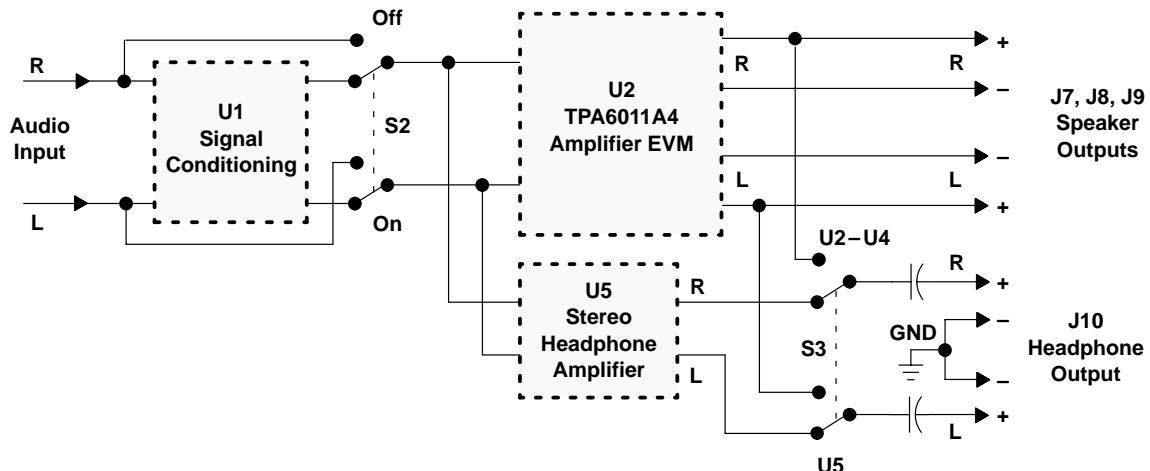 Off
R
Audio
Input
L
U1
Signal
Conditioning
S2
On
U2
TPA6011A4
Amplifier EVM
R
R
+
–
–
L
L
+
J7, J8, J9
Speaker
Outputs
U2–U4
U5
Stereo
Headphone
Amplifier
R
L
S3
R
+
GND
–
–
L
+
J10
Headphone
Output
U5